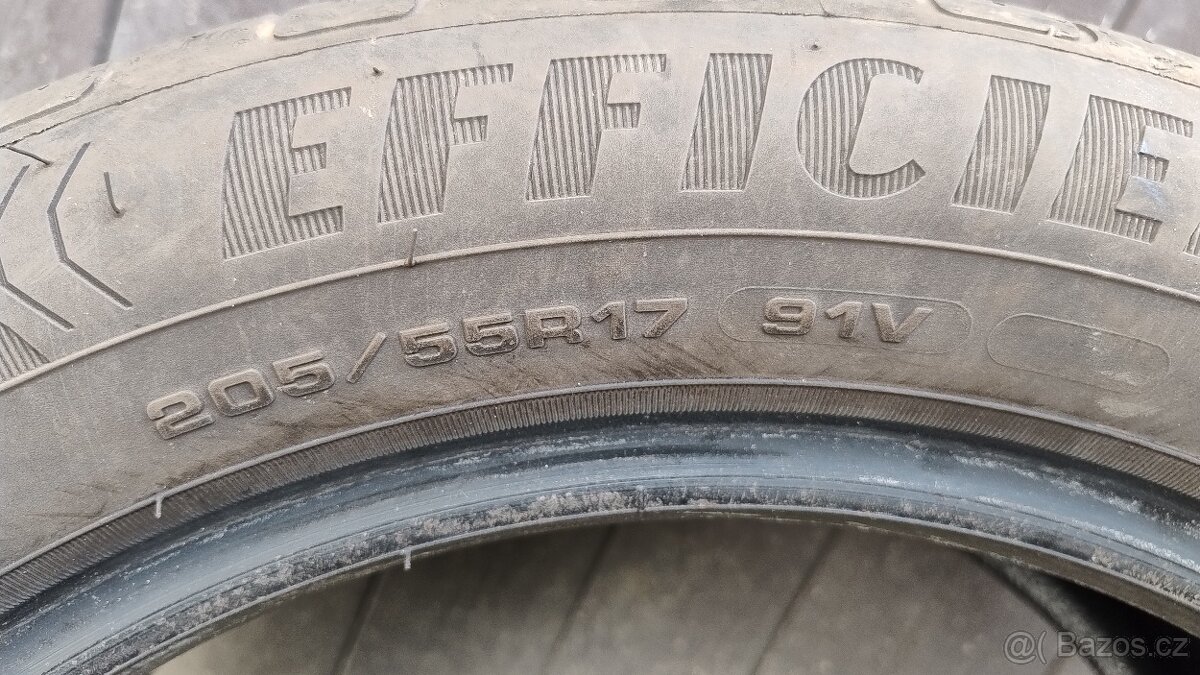 EFFICIE
205/55R17 91V
@( Bazos.cz